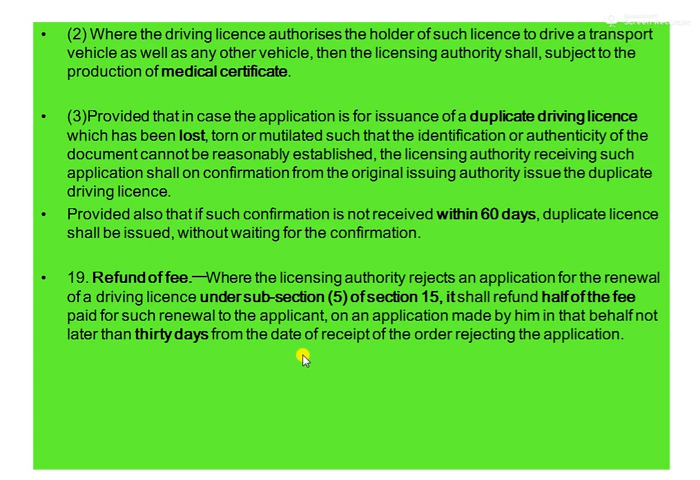 • (2) Where the driving licence authorises the holder of such licence to drive a transport
vehicle as well as any other vehicle, then the licensing authority shall, subject to the
production of medical certificate.
• (3)Provided that in case the application is for issuance of a duplicate driving licence
which has been lost, torn or mutilated such that the identification or authenticity of the
document cannot be reasonably established, the licensing authority receiving such
application shall on confirmation from the original issuing authority issue the duplicate
driving licence.
• Provided also that if such confirmation is not received within 60 days, duplicate licence
shall be issued, without waiting for the confirmation.
• 19. Refund of fee.—Where the licensing authority rejects an application for the renewal
of a driving licence under sub-section (5) of section 15, it shall refund half of the fee
paid for such renewal to the applicant, on an application made by him in that behalf not
later than thirty days from the date of receipt of the order rejecting the application.